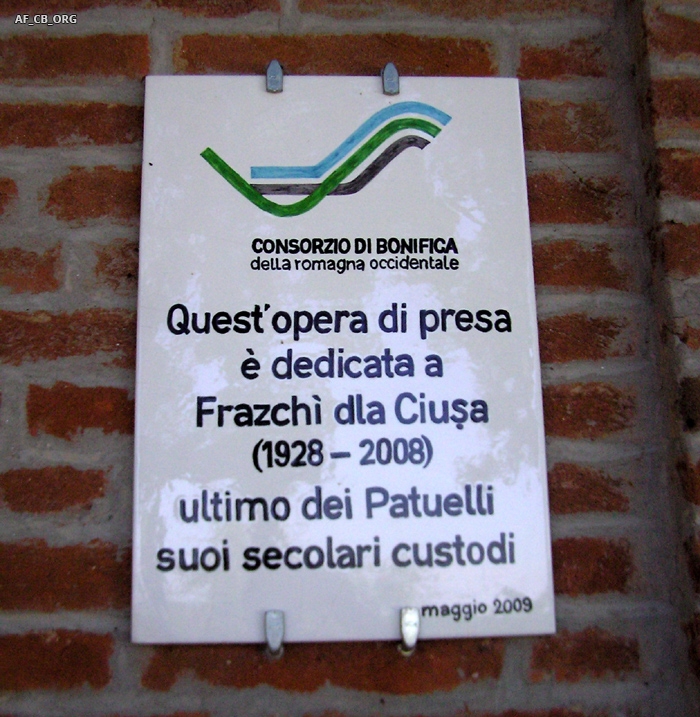 AF_CB_ORG
CONSORZIO DI BONIFICA
della romagna occidentale
Quest'opera di presa
è dedicata a
Frazchì dla Ciuṣa
(1928 – 2008)
ultimo dei Patuelli
suoi secolari custodi
maggio 2009